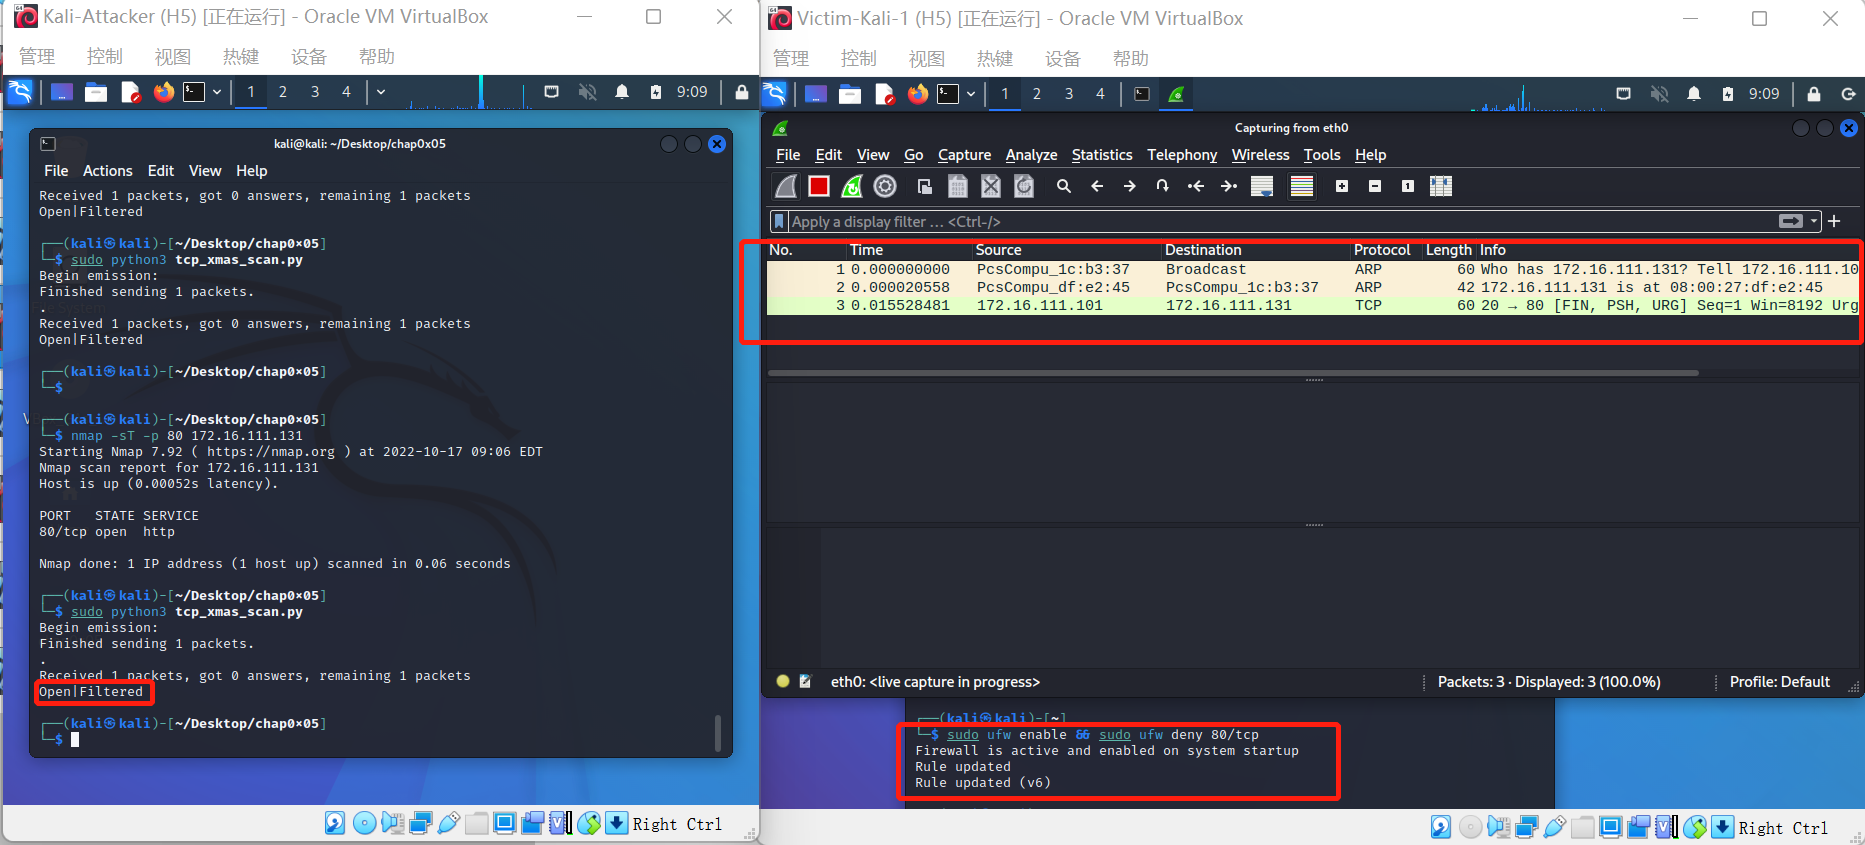 Kali-Attacker (H5) [正在运行] - Oracle VM VirtualBox
管理 控制 视图 热键 设备 帮助
1 2 3 4 9:09
kali@kali: ~/Desktop/chap0x05
File Actions Edit View Help
Received 1 packets, got 0 answers, remaining 1 packets
Open|Filtered
┌──(kali㉿kali)-[~/Desktop/chap0×05]
└─$ sudo python3 tcp_xmas_scan.py
Begin emission:
Finished sending 1 packets.
.
Received 1 packets, got 0 answers, remaining 1 packets
Open|Filtered
┌──(kali㉿kali)-[~/Desktop/chap0×05]
└─$
┌──(kali㉿kali)-[~/Desktop/chap0×05]
└─$ nmap -sT -p 80 172.16.111.131
Starting Nmap 7.92 ( https://nmap.org ) at 2022-10-17 09:06 EDT
Nmap scan report for 172.16.111.131
Host is up (0.00052s latency).
PORT   STATE SERVICE
80/tcp open  http
Nmap done: 1 IP address (1 host up) scanned in 0.06 seconds
┌──(kali㉿kali)-[~/Desktop/chap0×05]
└─$ sudo python3 tcp_xmas_scan.py
Begin emission:
Finished sending 1 packets.
.
Received 1 packets, got 0 answers, remaining 1 packets
Open|Filtered
┌──(kali㉿kali)-[~/Desktop/chap0×05]
└─$
Right Ctrl
Victim-Kali-1 (H5) [正在运行] - Oracle VM VirtualBox
管理 控制 视图 热键 设备 帮助
1 2 3 4 9:09
Capturing from eth0
File Edit View Go Capture Analyze Statistics Telephony Wireless Tools Help
Apply a display filter … <Ctrl-/>
No. Time Source Destination Protocol Length Info
1 0.000000000 PcsCompu_1c:b3:37 Broadcast ARP 60 Who has 172.16.111.131? Tell 172.16.111.10
2 0.000020558 PcsCompu_df:e2:45 PcsCompu_1c:b3:37 ARP 42 172.16.111.131 is at 08:00:27:df:e2:45
3 0.015528481 172.16.111.101 172.16.111.131 TCP 60 20 → 80 [FIN, PSH, URG] Seq=1 Win=8192 Urg
eth0: <live capture in progress> Packets: 3 · Displayed: 3 (100.0%) Profile: Default
┌──(kali㉿kali)-[~]
└─$ sudo ufw enable && sudo ufw deny 80/tcp
Firewall is active and enabled on system startup
Rule updated
Rule updated (v6)
Right Ctrl